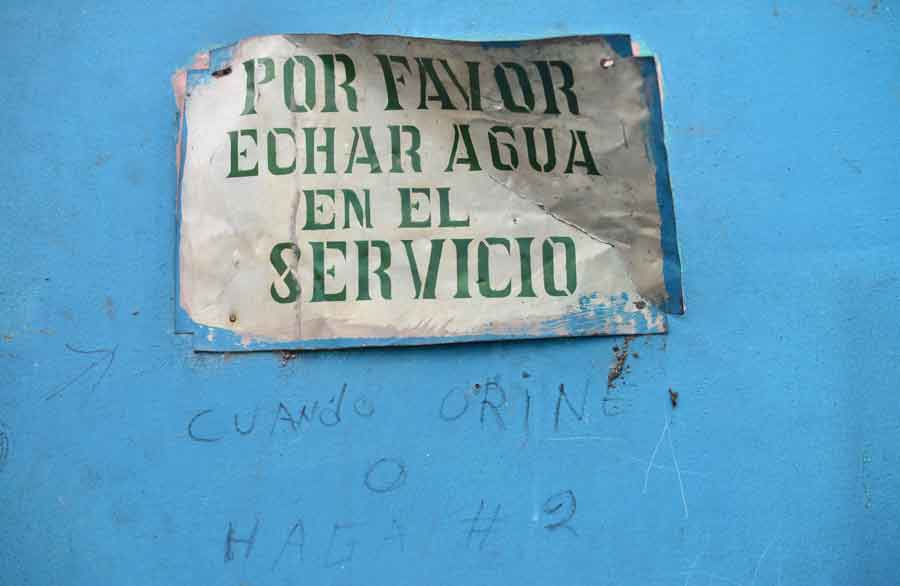 POR FAVOR
ECHAR AGUA
EN EL
SERVICIO
CUANdO ORINE
O
HAGA # 2